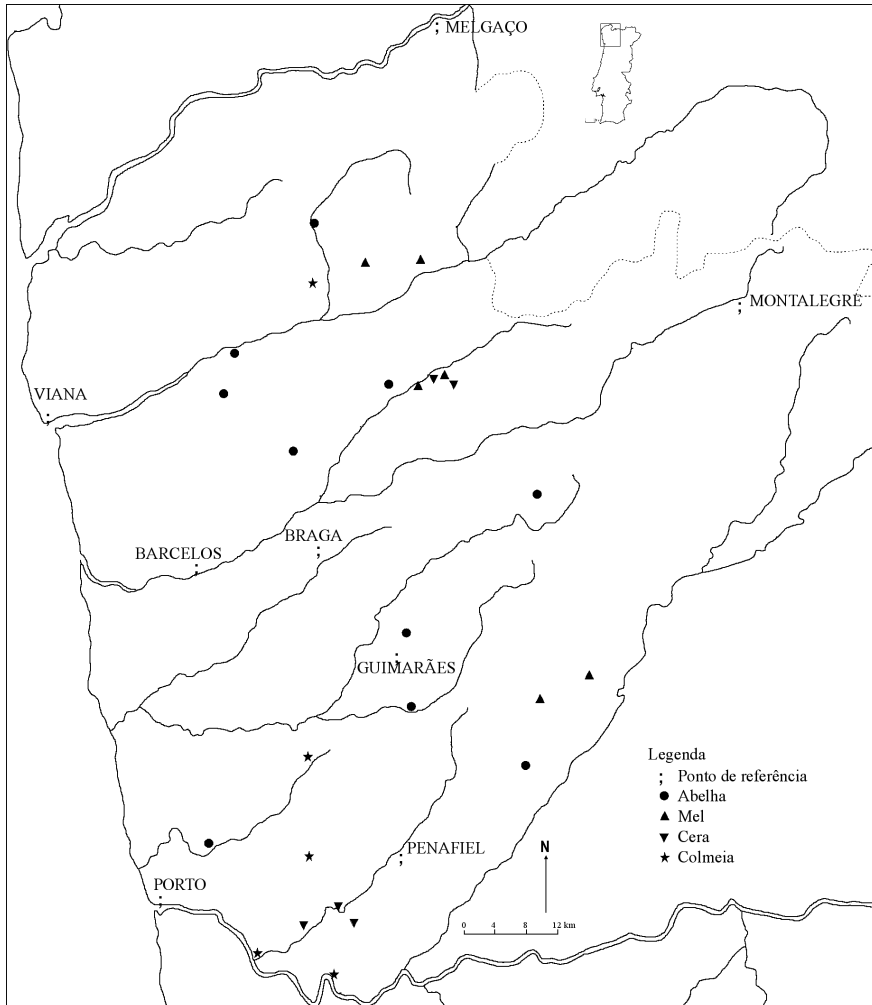 MELGAÇO
MONTALEGRE
VIANA
BRAGA
BARCELOS
GUIMARÃES
Legenda
Ponto de referência
Abelha
Mel
Cera
Colmeia
PENAFIEL
N
PORTO
0 4 8 12 km